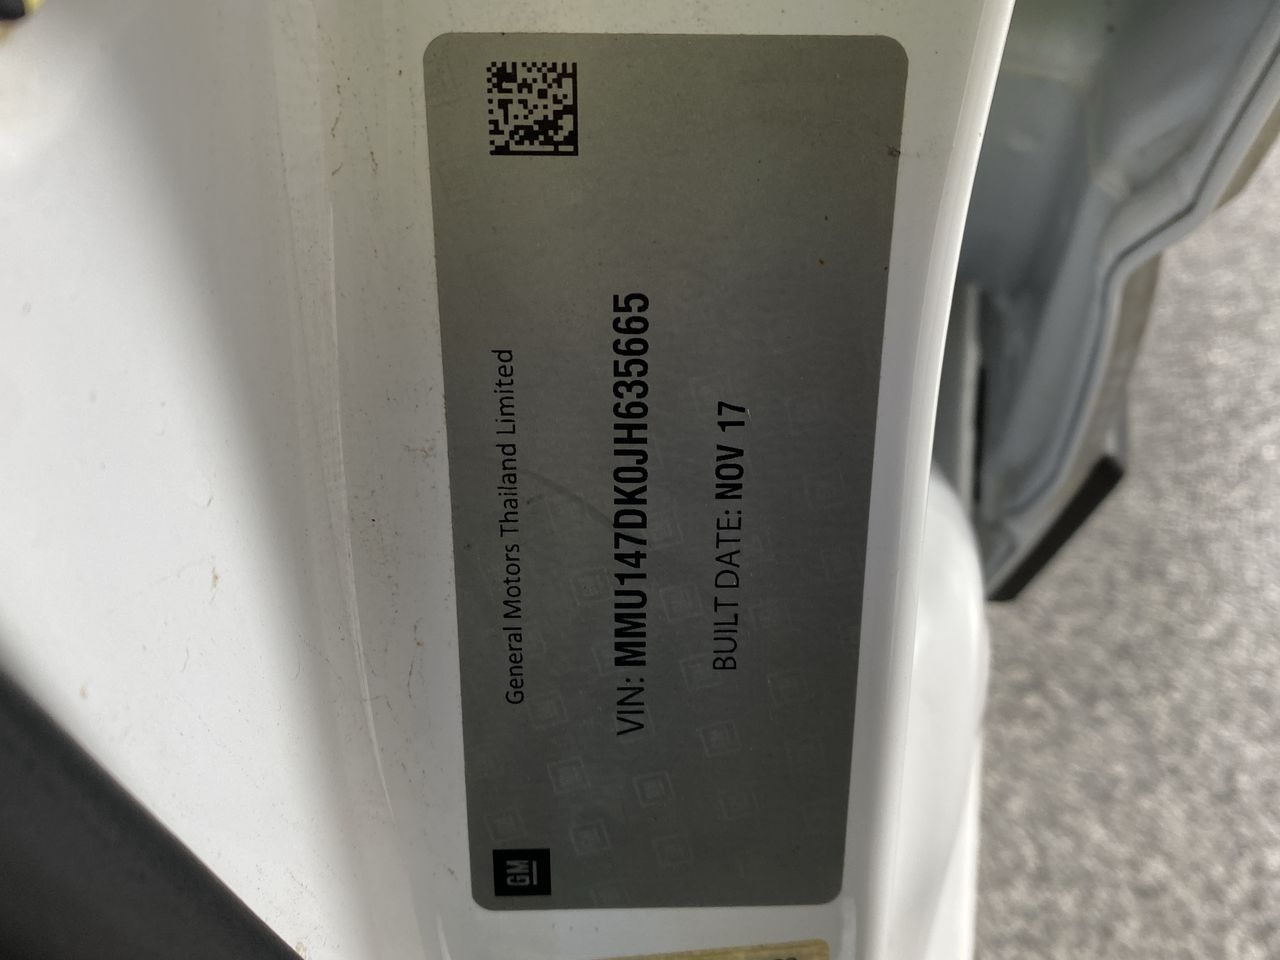 General Motors Thailand Limited
VIN: MMU147DK0JH635665
BUILT DATE: NOV 17
GM